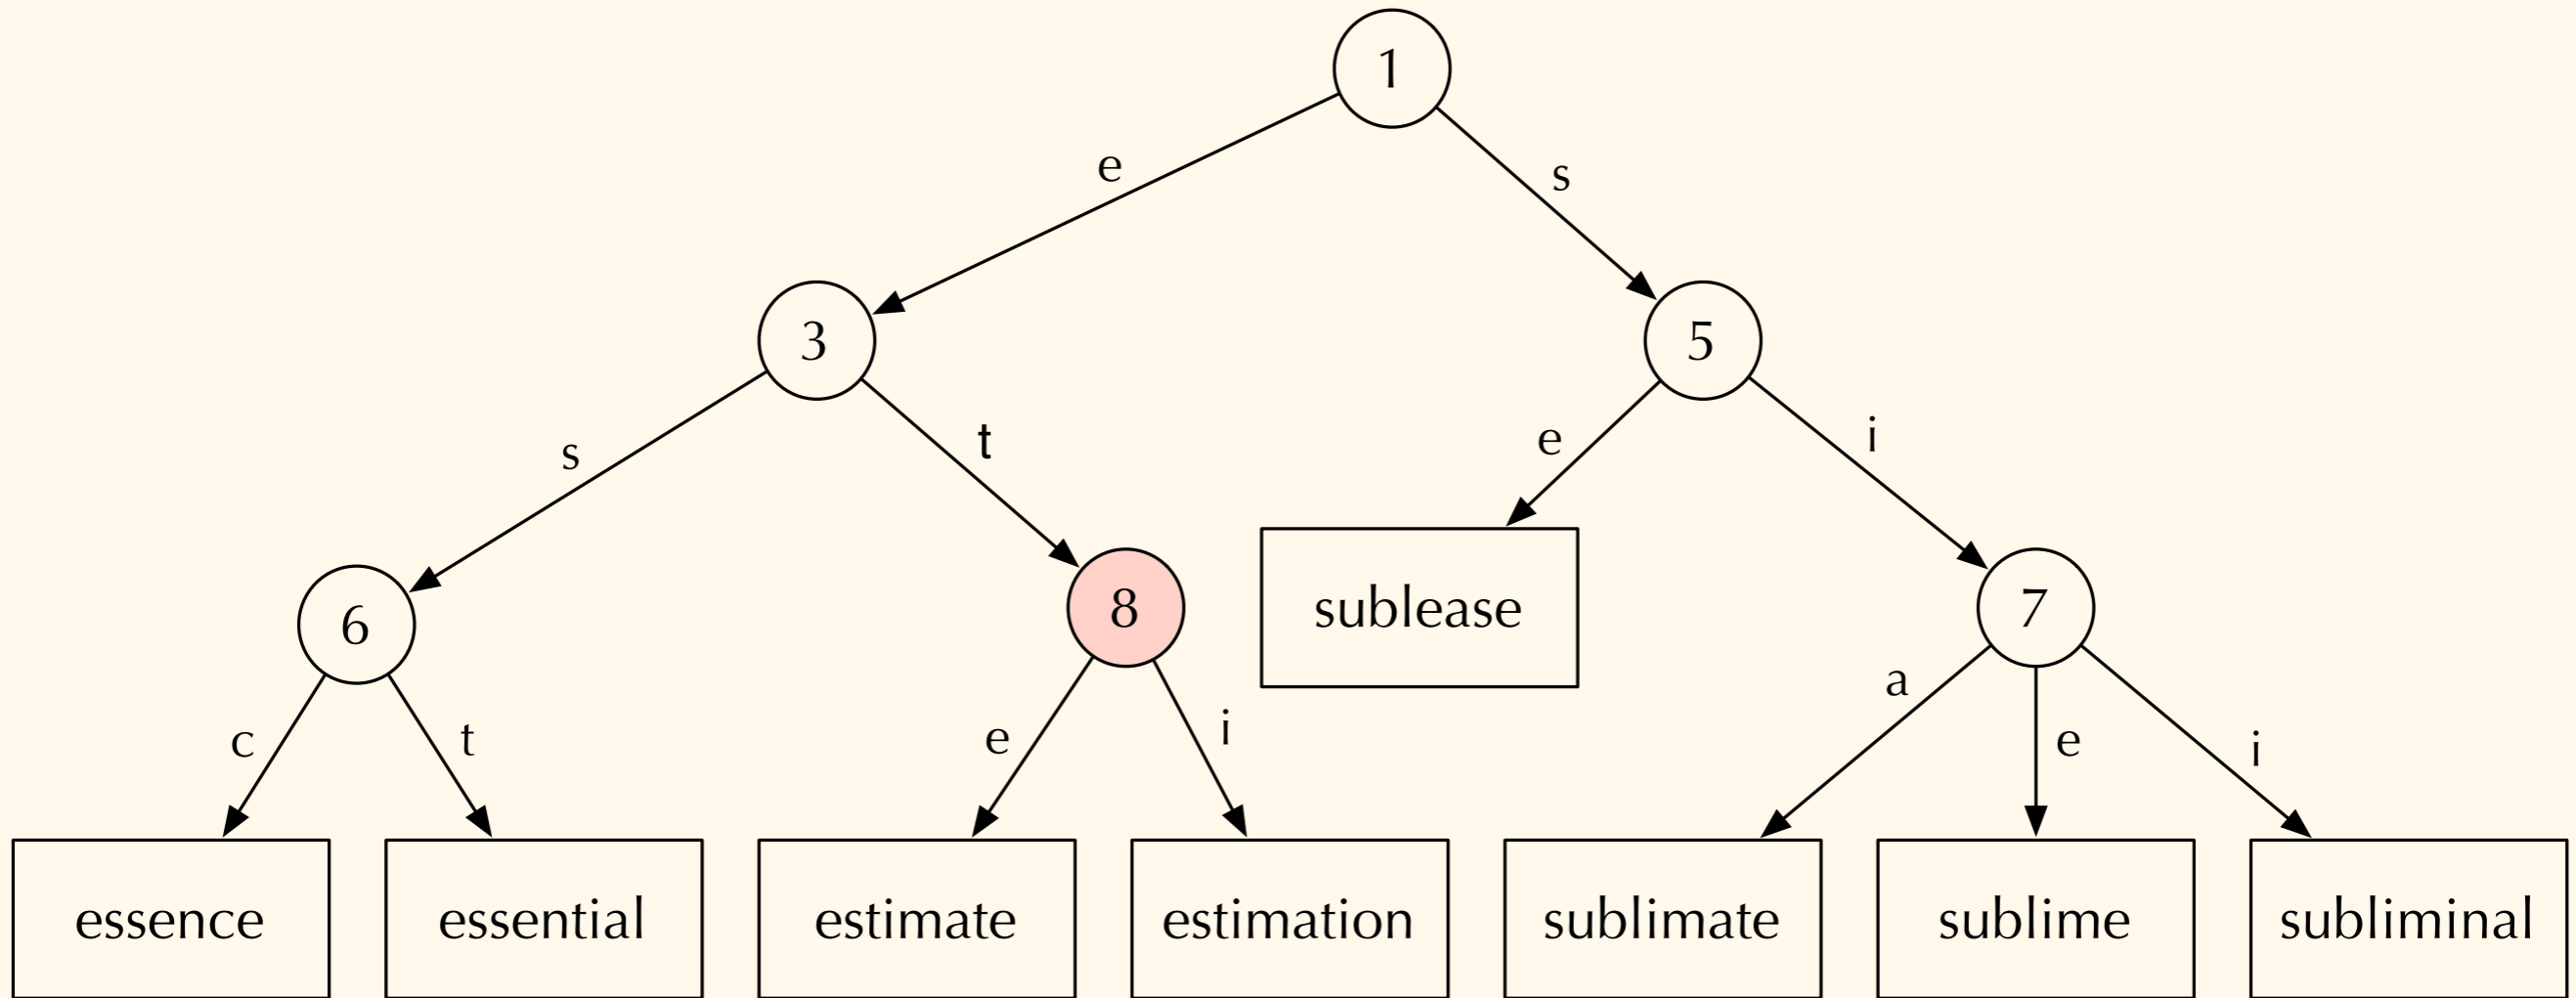 1
e
s
3
5
s
t
e
i
6
8
sublease
7
c
t
e
i
a
e
i
essence
essential
estimate
estimation
sublimate
sublime
subliminal